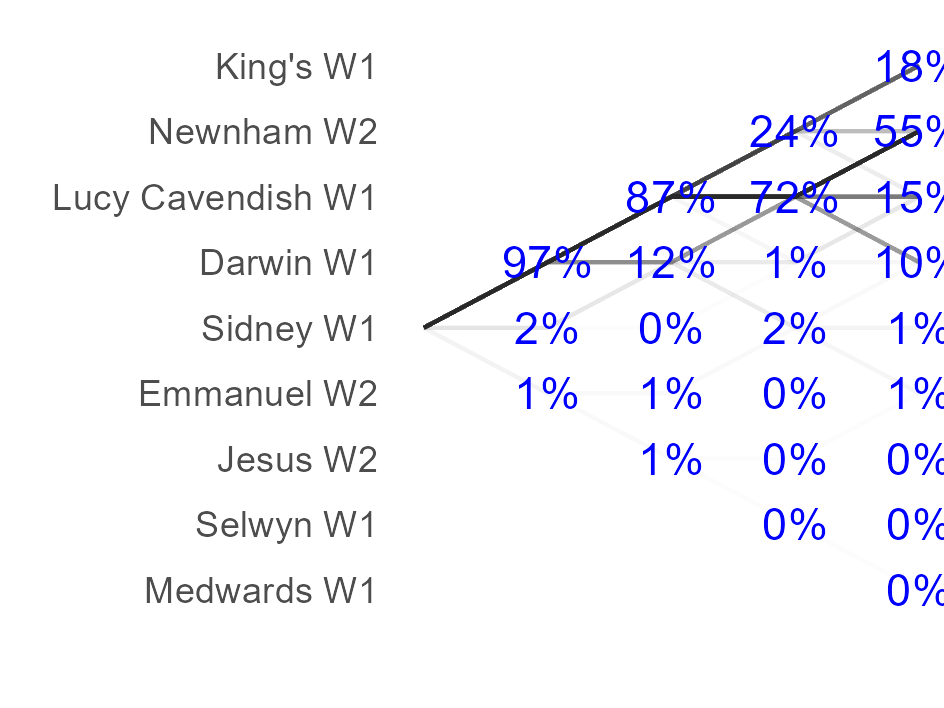 King's W1 18%
Newnham W2 24% 55%
Lucy Cavendish W1 87% 72% 15%
Darwin W1 97% 12% 1% 10%
Sidney W1 2% 0% 2% 1%
Emmanuel W2 1% 1% 0% 1%
Jesus W2 1% 0% 0%
Selwyn W1 0% 0%
Medwards W1 0%